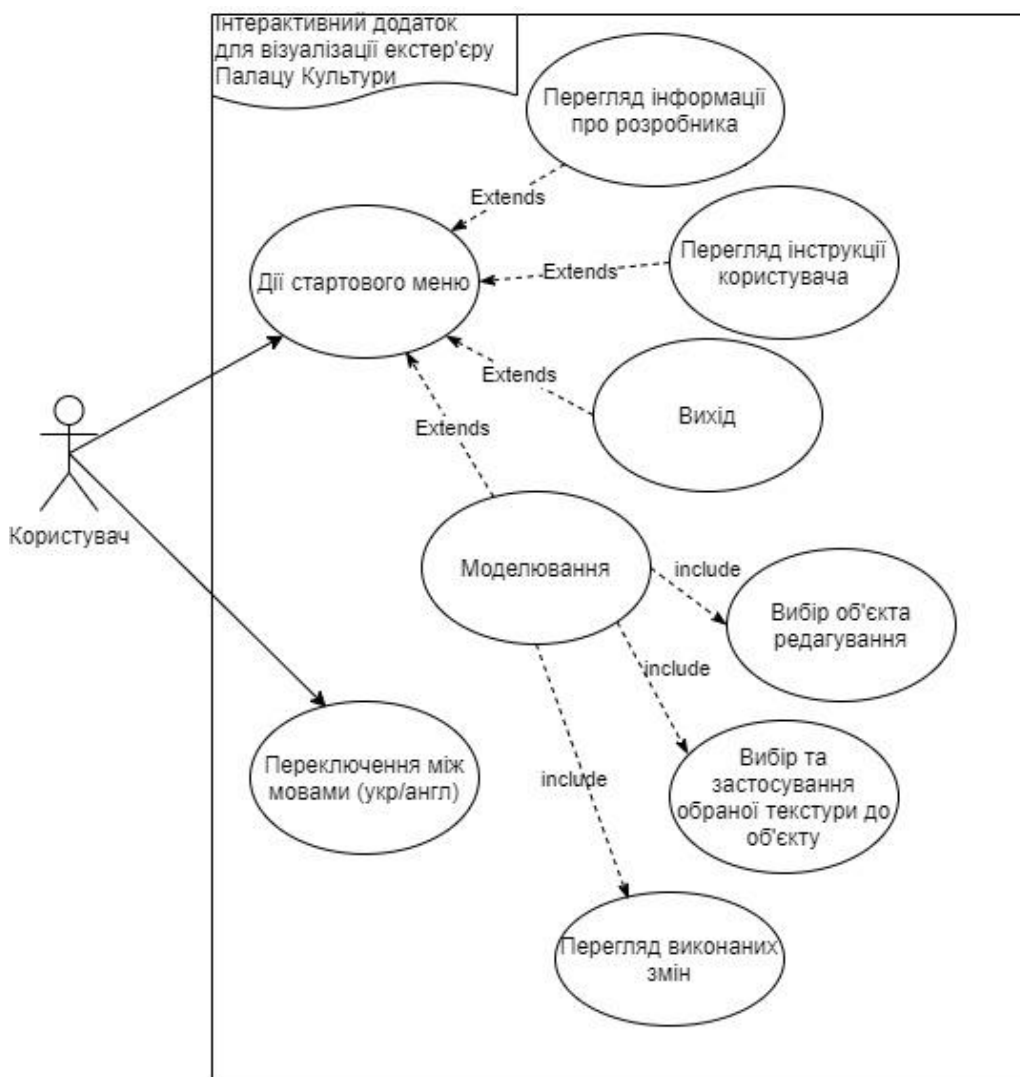 Інтерактивний додаток
для візуалізації екстер'єру
Палацу Культури
Перегляд інформації
про розробника
Extends
Дії стартового меню
Extends
Перегляд інструкції
користувача
Extends
Вихід
Extends
Користувач
Моделювання
include
Вибір об'єкта
редагування
include
Переключення між
мовами (укр/англ)
include
Вибір та
застосування
обраної текстури до
об'єкту
Перегляд виконаних
змін